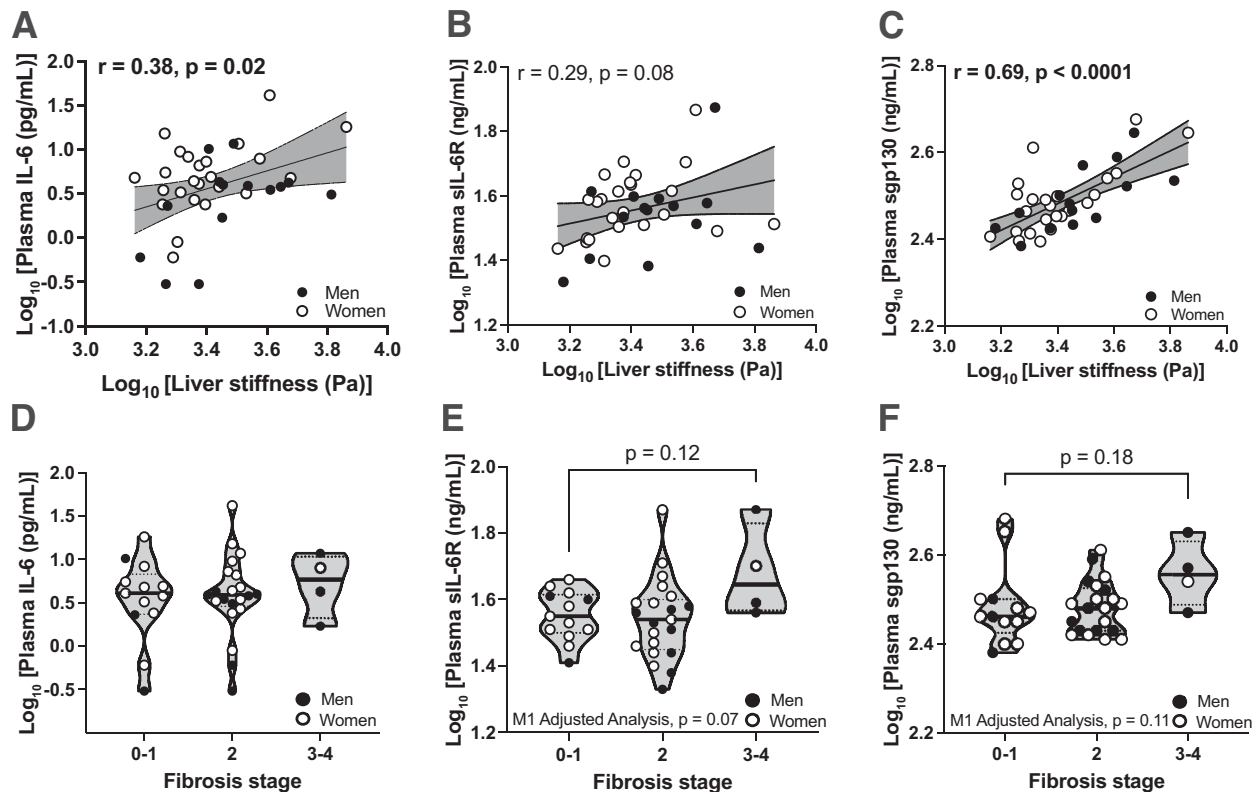 A
Log10 [Plasma IL-6 (pg/mL)]
2.0
1.5
1.0
0.5
0.0
-0.5
-1.0
r = 0.38, p = 0.02
Men
Women
3.0 3.2 3.4 3.6 3.8 4.0
Log10 [Liver stiffness (Pa)]
B
Log10 [Plasma sIL-6R (ng/mL)]
2.0
1.8
1.6
1.4
1.2
r = 0.29, p = 0.08
Men
Women
3.0 3.2 3.4 3.6 3.8 4.0
Log10 [Liver stiffness (Pa)]
C
Log10 [Plasma sgp130 (ng/mL)]
2.8
2.6
2.4
2.2
r = 0.69, p < 0.0001
Men
Women
3.0 3.2 3.4 3.6 3.8 4.0
Log10 [Liver stiffness (Pa)]
D
Log10 [Plasma IL-6 (pg/mL)]
2.0
1.5
1.0
0.5
0.0
-0.5
Men
Women
0-1 2 3-4
Fibrosis stage
E
Log10 [Plasma sIL-6R (ng/mL)]
2.0
1.8
1.6
1.4
1.2
p = 0.12
Men
M1 Adjusted Analysis, p = 0.07 Women
0-1 2 3-4
Fibrosis stage
F
Log10 [Plasma sgp130 (ng/mL)]
2.8
2.6
2.4
2.2
p = 0.18
Men
M1 Adjusted Analysis, p = 0.11 Women
0-1 2 3-4
Fibrosis stage